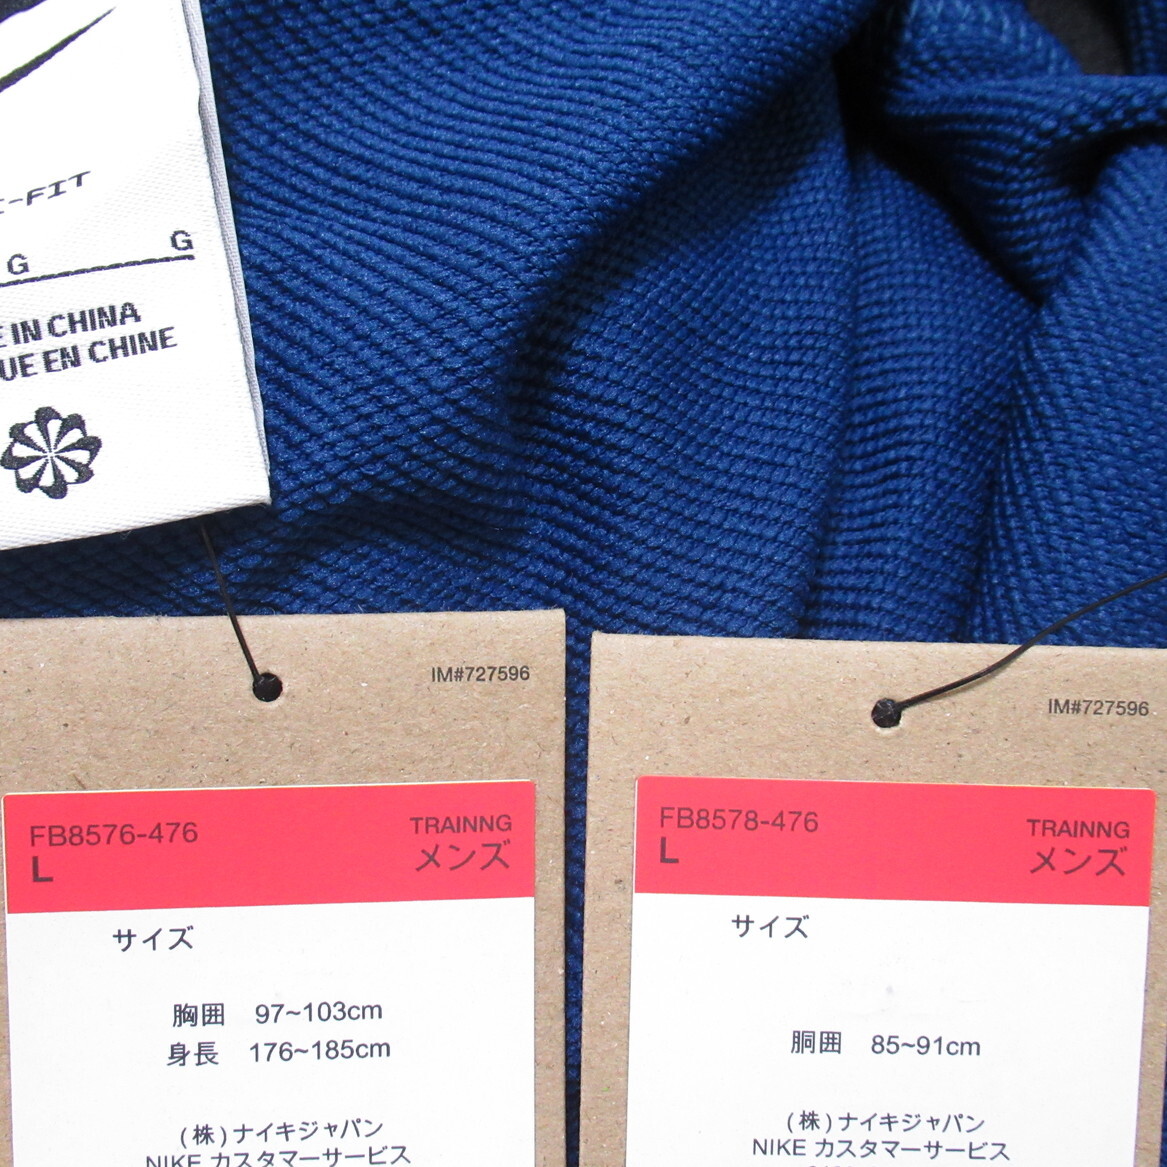 I-FIT
G G
E IN CHINA
UE EN CHINE
IM#727596
FB8576-476 TRAINNG
L メンズ
サイズ
胸囲 97~103cm
身長 176~185cm
(株)ナイキジャパン
NIKE カスタマーサービス
IM#727596
FB8578-476 TRAINNG
L メンズ
サイズ
胴囲 85~91cm
(株)ナイキジャパン
NIKE カスタマーサービス